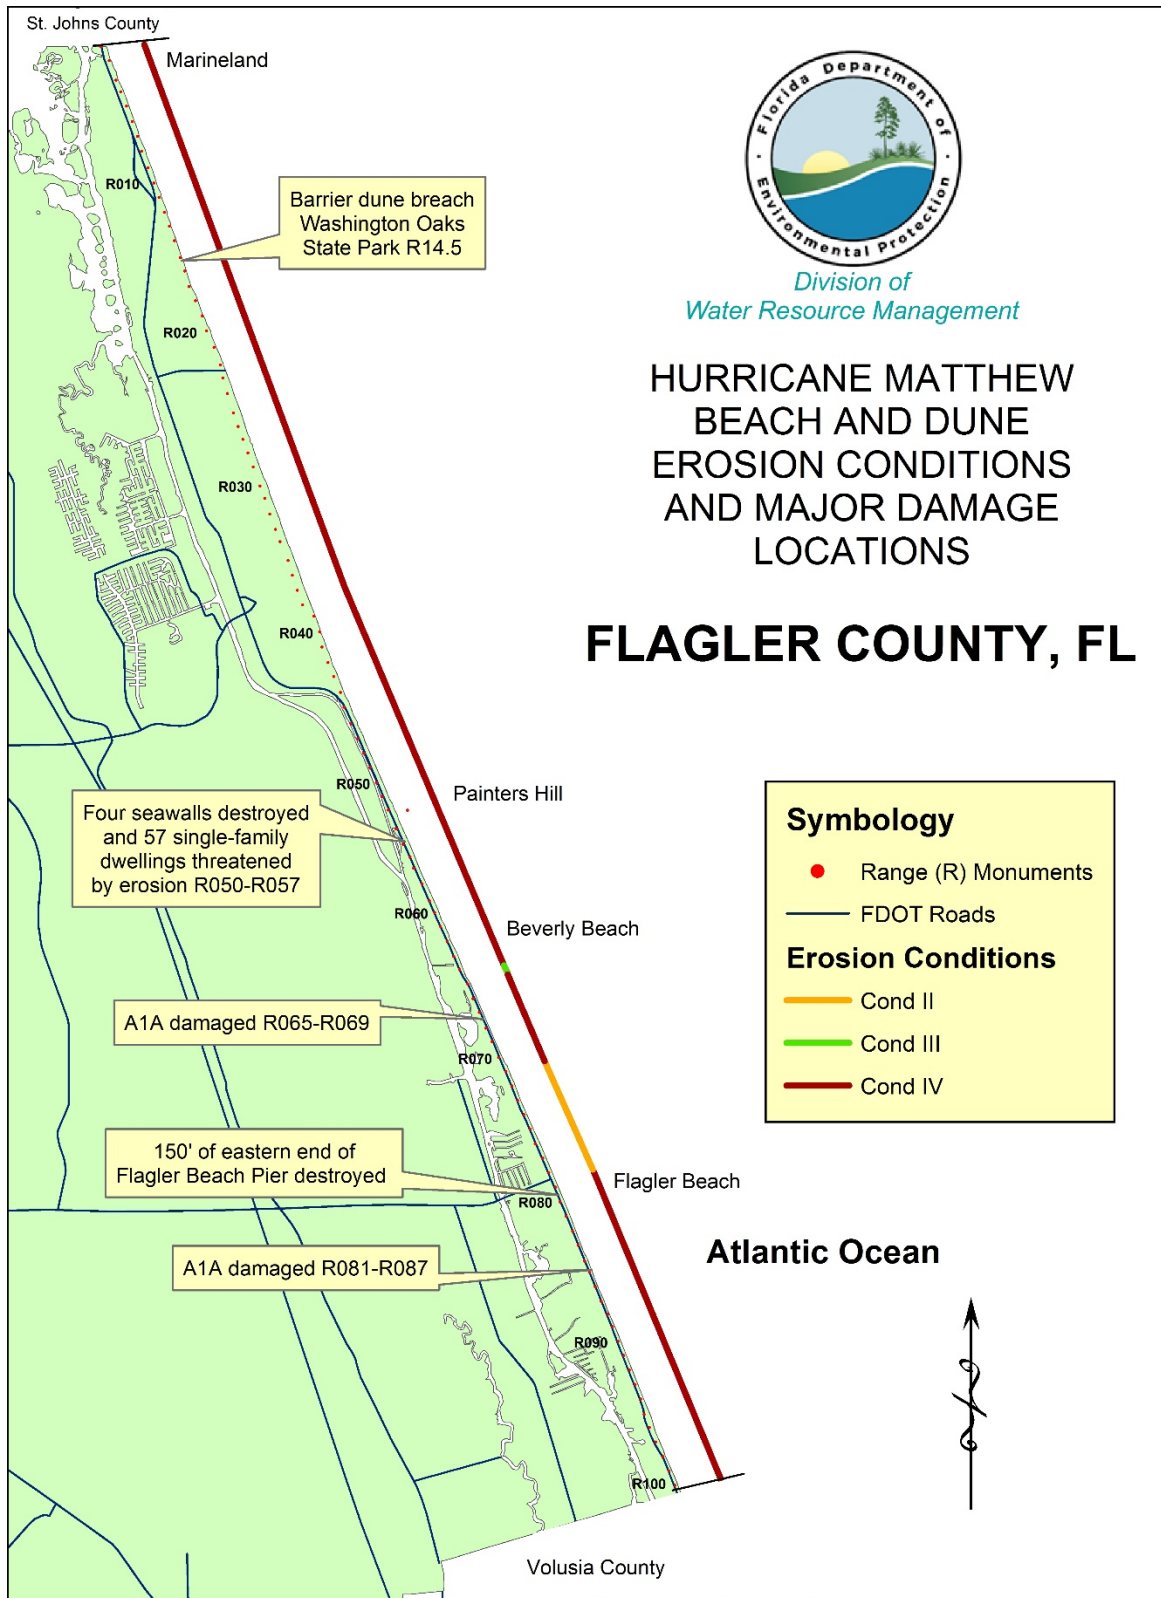 St. Johns County
Marineland
Florida Department of
Environmental Protection
Division of
Water Resource Management
HURRICANE MATTHEW
BEACH AND DUNE
EROSION CONDITIONS
AND MAJOR DAMAGE
LOCATIONS
FLAGLER COUNTY, FL
R010
Barrier dune breach
Washington Oaks
State Park R14.5
R020
R030
R040
R050
Painters Hill
Four seawalls destroyed
and 57 single-family
dwellings threatened
by erosion R050-R057
R060
Beverly Beach
A1A damaged R065-R069
R070
150' of eastern end of
Flagler Beach Pier destroyed
Flagler Beach
R080
Atlantic Ocean
A1A damaged R081-R087
R090
R100
Volusia County
Symbology
Range (R) Monuments
FDOT Roads
Erosion Conditions
Cond II
Cond III
Cond IV